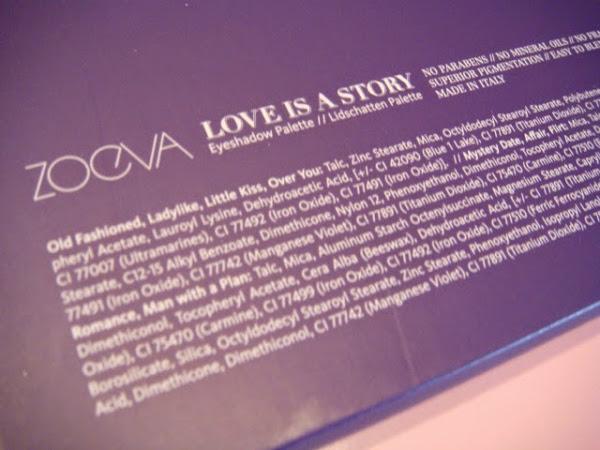 ZOEVA
LOVE IS A STORY
Eyeshadow Palette // Lidschatten Palette
NO PARABENS // NO MINERAL OILS // NO FRA
SUPERIOR PIGMENTATION // EASY TO BLE
MADE IN ITALY
Old Fashioned, Ladylike, Little Kiss, Over You: Talc, Zinc Stearate, Mica, Octyldodecyl Stearoyl Stearate, Polybutene
pheryl Acetate, Lauroyl Lysine, Dehydroacetic Acid, [+/- CI 42090 (Blue 1 Lake), CI 77891 (Titanium Dioxide), CI
CI 77007 (Ultramarines), CI 77492 (Iron Oxide), CI 77491 (Iron Oxide)]. // Mystery Date, Affair, Flirt: Mica, Talc
Stearate, C12-15 Alkyl Benzoate, Dimethicone, Nylon 12, Phenoxyethanol, Dimethiconol, Tocopheryl Acetate,
77491 (Iron Oxide), CI 77742 (Manganese Violet), CI 77891 (Titanium Dioxide), CI 75470 (Carmine), CI 77510
Romance, Man with a Plan: Talc, Mica, Aluminum Starch Octenylsuccinate, Magnesium Stearate,
Dimethiconol, Tocopheryl Acetate, Cera Alba (Beeswax), Dehydroacetic Acid, [+/- CI 77891
Oxide), CI 75470 (Carmine), CI 77499 (Iron Oxide), CI 77492 (Iron Oxide), CI 77510 (Ferric Ferrocyanide
Borosilicate, Silica, Octyldodecyl Stearoyl Stearate, Zinc Stearate, Phenoxyethanol, Isopropyl
Acid, Dimethicone, Dimethiconol, CI 77742 (Manganese Violet), CI 77891 (Titanium Dioxide),